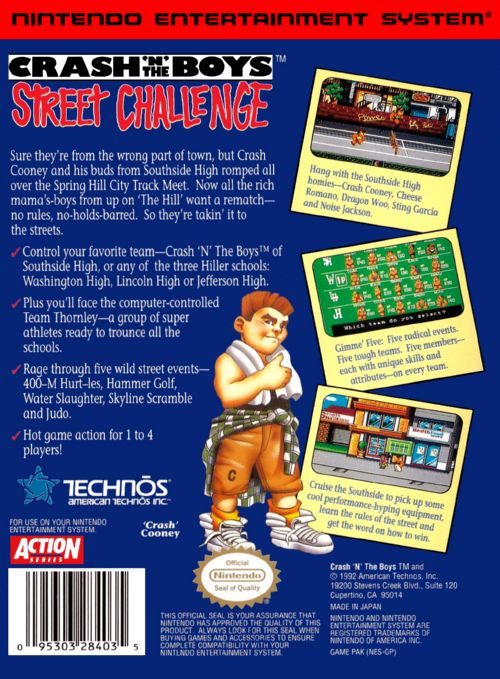 NINTENDO ENTERTAINMENT SYSTEM®
CRASH 'N' THE BOYS™
STREET CHALLENGE
Sure they're from the wrong part of town, but Crash
Cooney and his buds from Southside High romped all
over the Spring Hill City Track Meet. Now all the rich
mama's-boys from up on 'The Hill' want a rematch—
no rules, no-holds-barred. So they're takin' it to
the streets.
✓ Control your favorite team—Crash 'N' The Boys™ of
Southside High, or any of the three Hiller schools:
Washington High, Lincoln High or Jefferson High.
✓ Plus you'll face the computer-controlled
Team Thornley—a group of super
athletes ready to trounce all the
schools.
✓ Rage through five wild street events—
400-M Hurt-les, Hammer Golf,
Water Slaughter, Skyline Scramble
and Judo.
✓ Hot game action for 1 to 4
players!
Hang with the Southside High
homies—Crash Cooney, Cheese
Romano, Dragon Woo, Sting Garcia
and Noise Jackson.
Which team do you select?
Gimme' Five: Five radical events.
Five tough teams. Five members—
each with unique skills and
attributes—on every team.
Cruise the Southside to pick up some
cool performance-hyping equipment,
learn the rules of the street and
get the word on how to win.
TECHNŌS
AMERICAN TECHNŌS INC.™
FOR USE ON YOUR NINTENDO
ENTERTAINMENT SYSTEM.
ACTION
SERIES
'Crash'
Cooney
C
0 95303 28403 5
Official
Nintendo
Seal of Quality
THIS OFFICIAL SEAL IS YOUR ASSURANCE THAT
NINTENDO HAS APPROVED THE QUALITY OF THIS
PRODUCT. ALWAYS LOOK FOR THIS SEAL WHEN
BUYING GAMES AND ACCESSORIES TO ENSURE
COMPLETE COMPATIBILITY WITH YOUR
NINTENDO ENTERTAINMENT SYSTEM.
Crash 'N' The Boys TM and
© 1992 American Technos, Inc.
19200 Stevens Creek Blvd., Suite 120
Cupertino, CA 95014
MADE IN JAPAN
NINTENDO AND NINTENDO
ENTERTAINMENT SYSTEM ARE
REGISTERED TRADEMARKS OF
NINTENDO OF AMERICA INC.
GAME PAK (NES-GP)